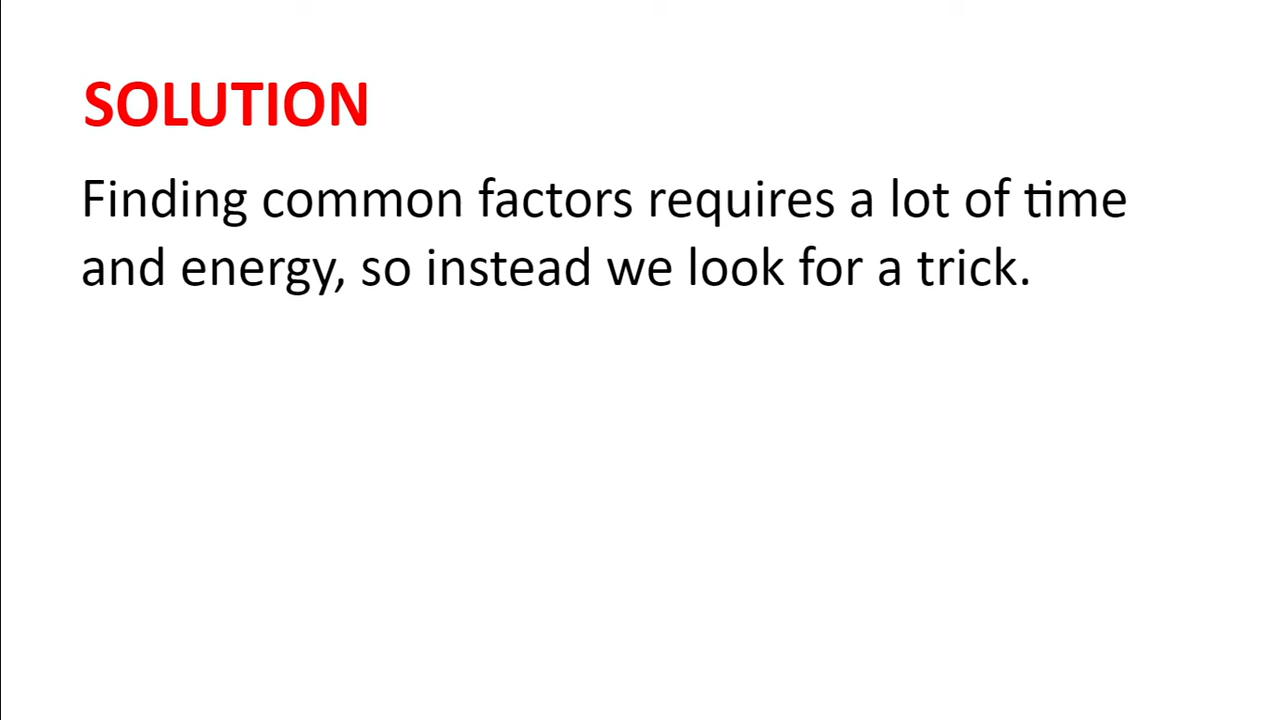 SOLUTION
Finding common factors requires a lot of time
and energy, so instead we look for a trick.